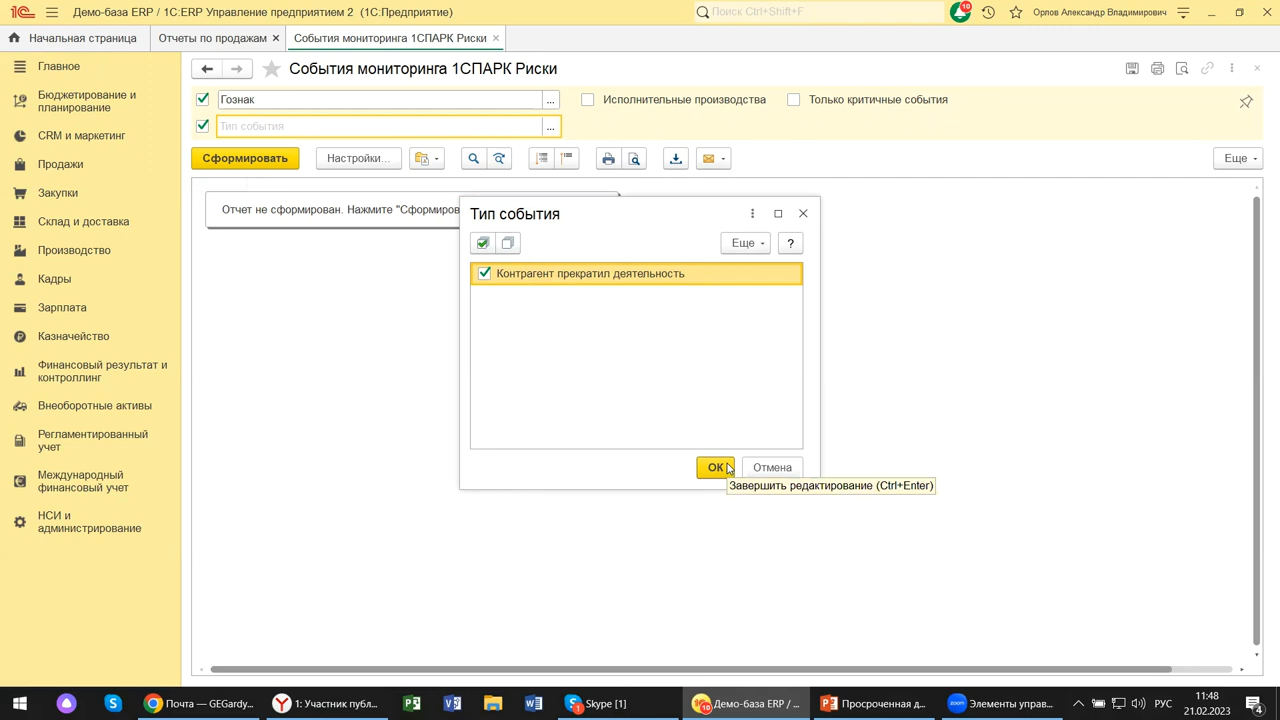 Демо-база ERP / 1С:ERP Управление предприятием 2 (1С:Предприятие)
Поиск Ctrl+Shift+F
10
Орлов Александр Владимирович
Начальная страница
Отчеты по продажам ×
События мониторинга 1СПАРК Риски ×
Главное
Бюджетирование и
планирование
CRM и маркетинг
Продажи
Закупки
Склад и доставка
Производство
Кадры
Зарплата
Казначейство
Финансовый результат и
контроллинг
Внеоборотные активы
Регламентированный
учет
Международный
финансовый учет
НСИ и
администрирование
События мониторинга 1СПАРК Риски
Гознак
...
Исполнительные производства
Только критичные события
Тип события
...
Сформировать
Настройки...
Еще
Отчет не сформирован. Нажмите "Сформиров
Тип события
Еще
?
Контрагент прекратил деятельность
ОК
Отмена
Завершить редактирование (Ctrl+Enter)
Почта — GEGardy...
1: Участник публ...
Skype [1]
Демо-база ERP / ...
10
Просроченная д...
Элементы управ...
РУС
11:48
21.02.2023
4